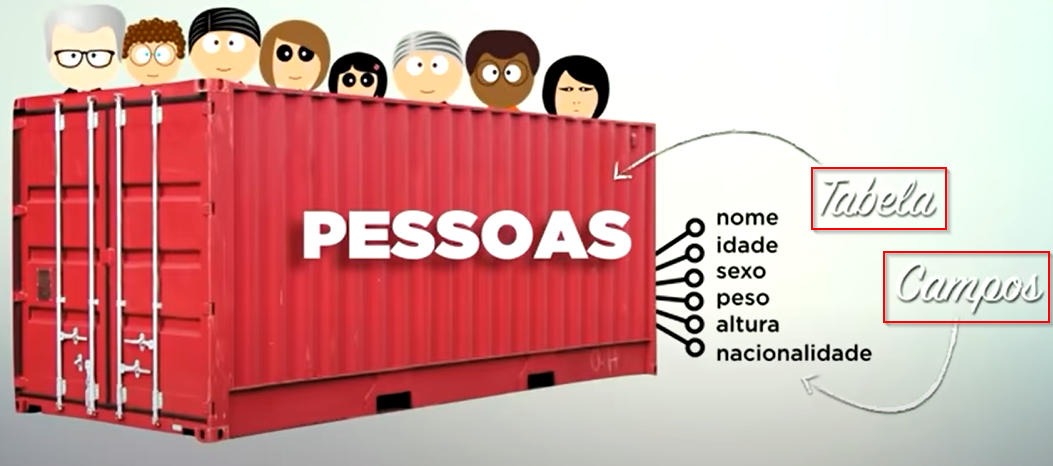 PESSOAS
nome
idade
sexo
peso
altura
nacionalidade
Tabela
Campos